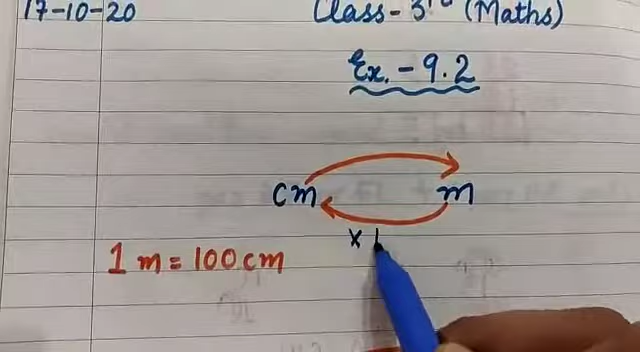 17-10-20
Class-3rd (Maths)
Ex. - 9.2
cm m
x 1
1 m = 100 cm